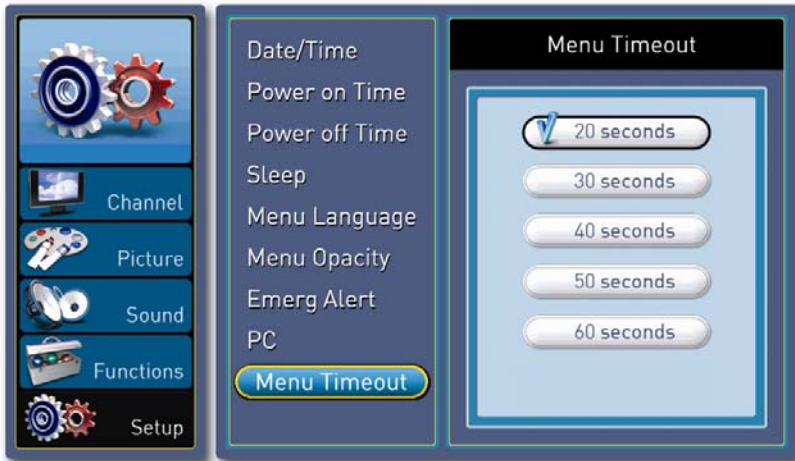 Channel
Picture
Sound
Functions
Setup
Date/Time
Power on Time
Power off Time
Sleep
Menu Language
Menu Opacity
Emerg Alert
PC
Menu Timeout
Menu Timeout
20 seconds
30 seconds
40 seconds
50 seconds
60 seconds